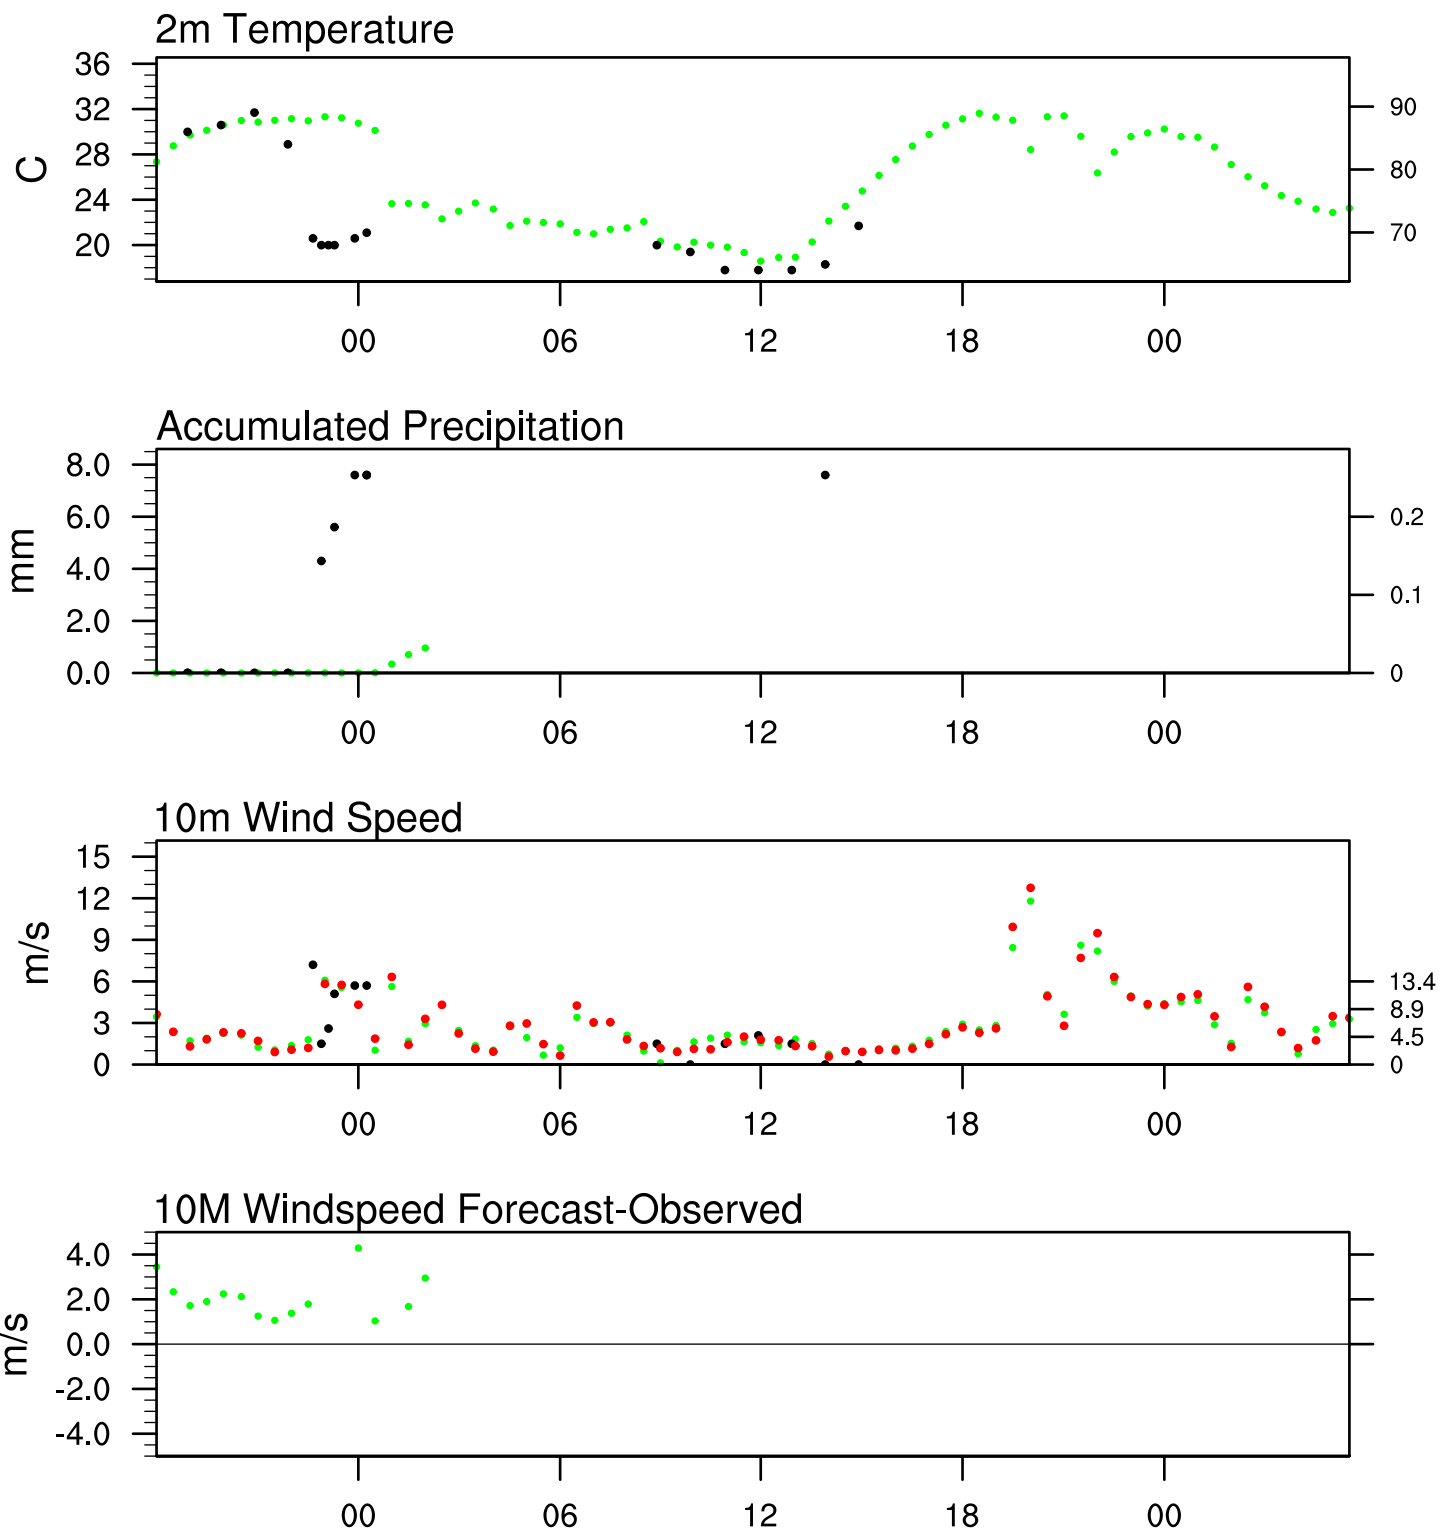 2m Temperature
36
32
28
24
20
C
90
80
70
00 06 12 18 00
Accumulated Precipitation
8.0
6.0
4.0
2.0
0.0
mm
0.2
0.1
0
00 06 12 18 00
10m Wind Speed
15
12
9
6
3
0
m/s
13.4
8.9
4.5
0
00 06 12 18 00
10M Windspeed Forecast-Observed
4.0
2.0
0.0
-2.0
-4.0
m/s
00 06 12 18 00